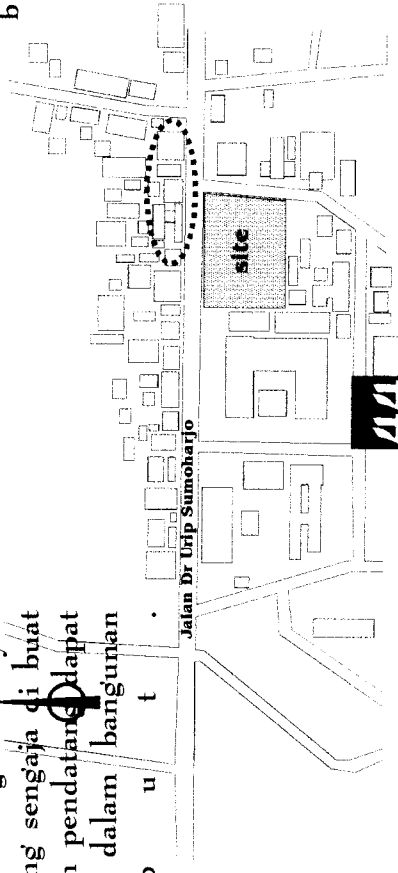 ng sengaja di buat
n pendatang dapat
dalam bangunan
u t .
Jalan Dr Urip Sumoharjo
site
b